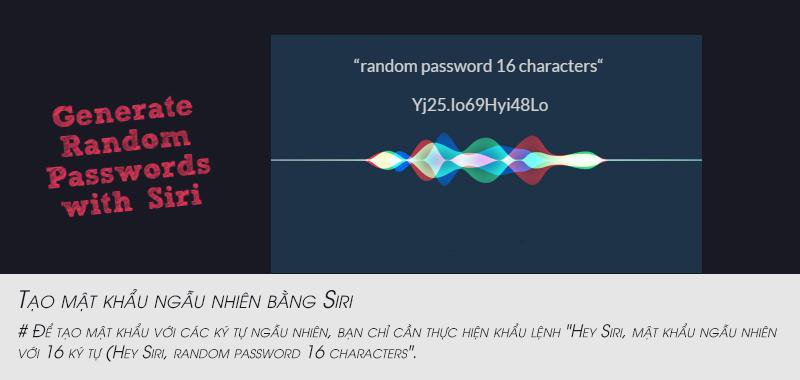 “random password 16 characters“
Yj25.lo69Hyi48Lo
Generate
Random
Passwords
with Siri
Tạo mật khẩu ngẫu nhiên bằng Siri
# Để tạo mật khẩu với các ký tự ngẫu nhiên, bạn chỉ cần thực hiện khẩu lệnh "Hey Siri, mật khẩu ngẫu nhiên
với 16 ký tự (Hey Siri, random password 16 characters".